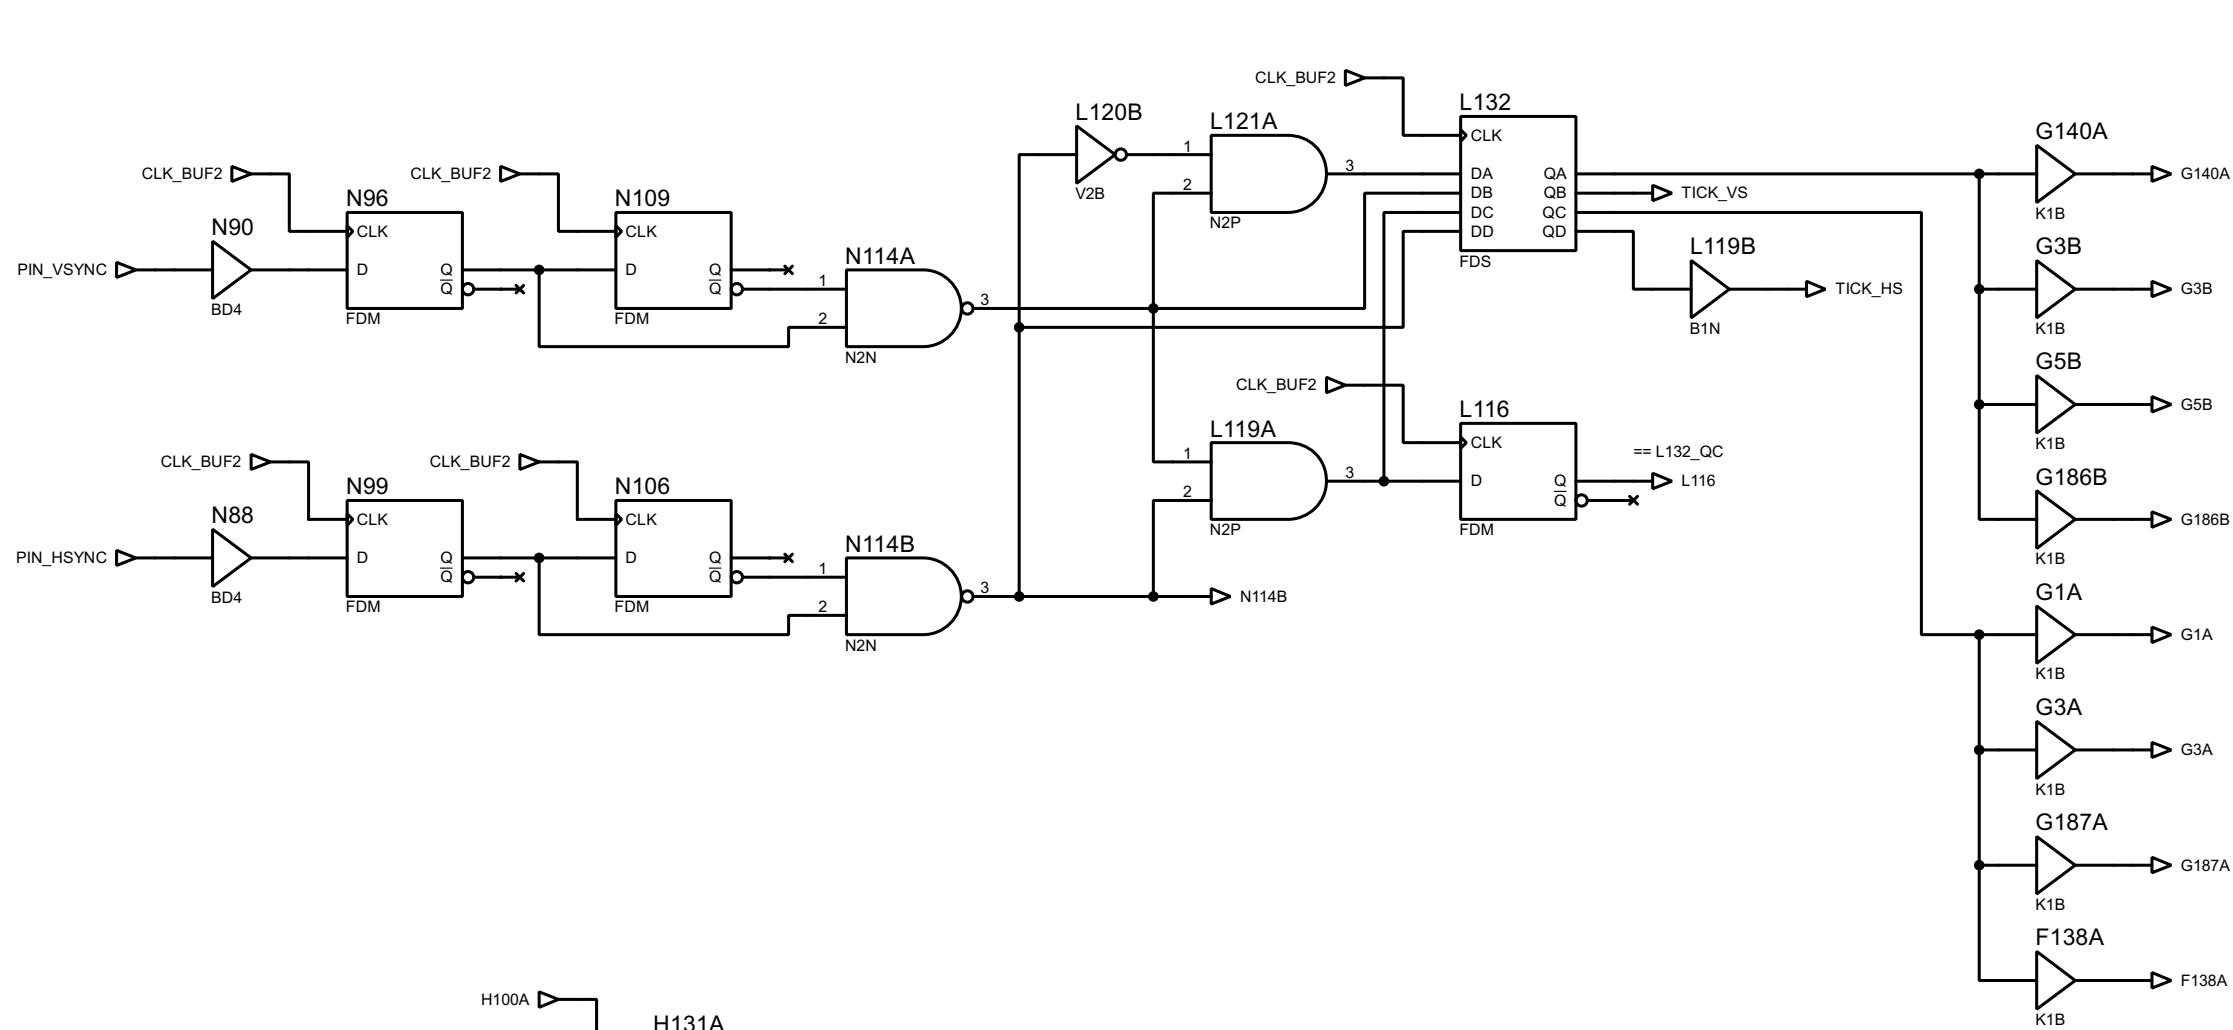 CLK_BUF2
L132
L120B
L121A
CLK
G140A
1
3
DA
QA
G140A
CLK_BUF2
CLK_BUF2
2
DB
QB
TICK_VS
V2B
N96
N109
N2P
DC
QC
K1B
N90
CLK
CLK
DD
QD
L119B
G3B
N114A
FDS
PIN_VSYNC
D
Q
D
Q
1
TICK_HS
G3B
Q
Q
3
BD4
FDM
FDM
2
B1N
K1B
N2N
G5B
CLK_BUF2
L116
G5B
L119A
CLK
== L132_QC
K1B
CLK_BUF2
CLK_BUF2
1
3
D
Q
L116
G186B
N99
N106
2
Q
N88
CLK
CLK
N2P
FDM
G186B
N114B
PIN_HSYNC
D
Q
D
Q
1
K1B
Q
Q
3
N114B
G1A
BD4
FDM
FDM
2
N2N
G1A
K1B
G3A
G3A
K1B
G187A
G187A
K1B
F138A
H100A
F138A
H131A
K1B